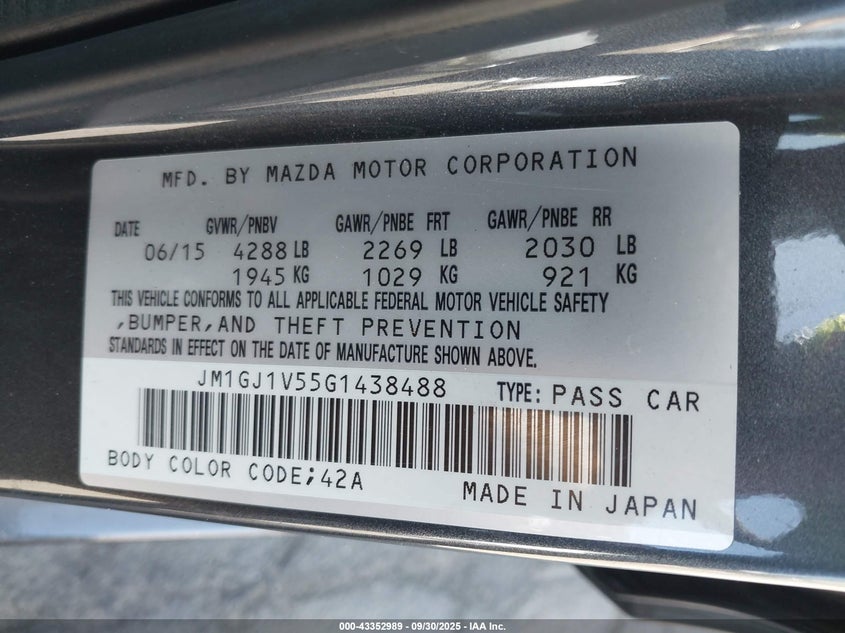 MFD. BY MAZDA MOTOR CORPORATION
DATE GVWR/PNBV GAWR/PNBE FRT GAWR/PNBE RR
06/15 4288 LB 2269 LB 2030 LB
1945 KG 1029 KG 921 KG
THIS VEHICLE CONFORMS TO ALL APPLICABLE FEDERAL MOTOR VEHICLE SAFETY
,BUMPER,AND THEFT PREVENTION
STANDARDS IN EFFECT ON THE DATE OF MANUFACTURE SHOWN ABOVE.
JM1GJ1V55G1438488 TYPE: PASS CAR
BODY COLOR CODE;42A
MADE IN JAPAN
000-43352989 - 09/30/2025 - IAA Inc.